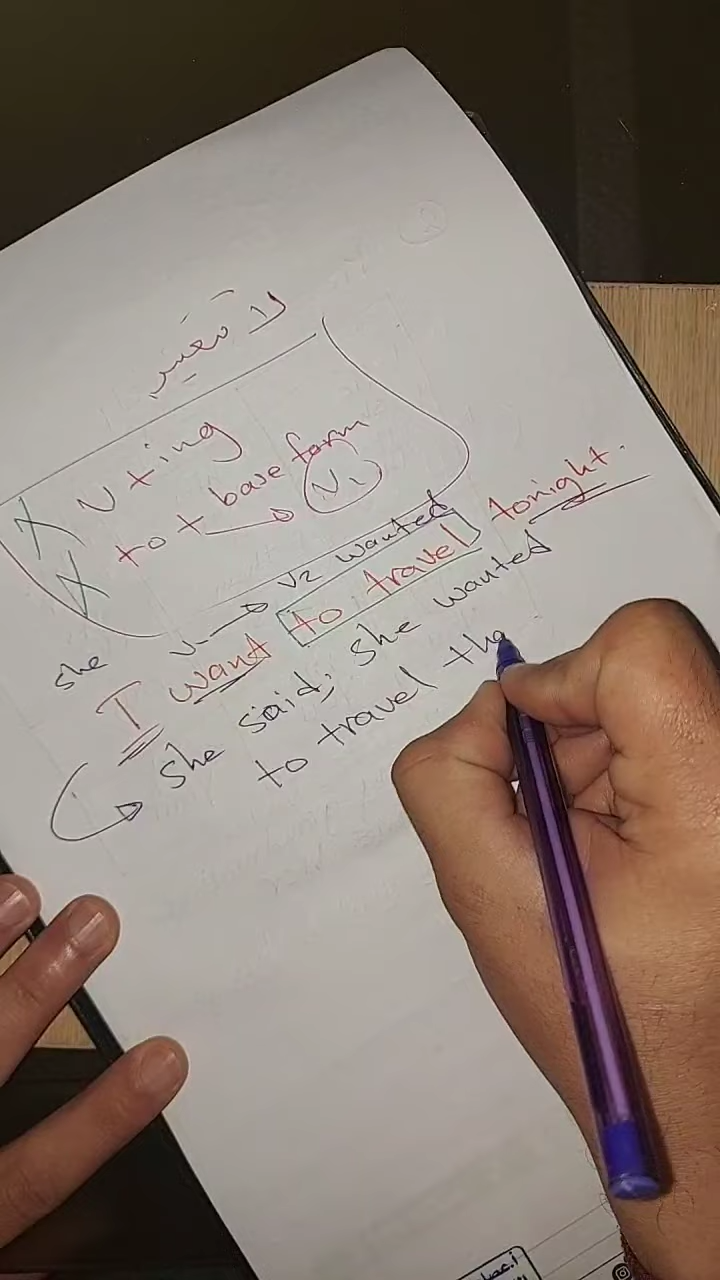 لا تتغير
X v + ing
X to + base form
V1
V1 → V2 wanted
she
I want to travel tonight.
she said; she wanted
to travel the